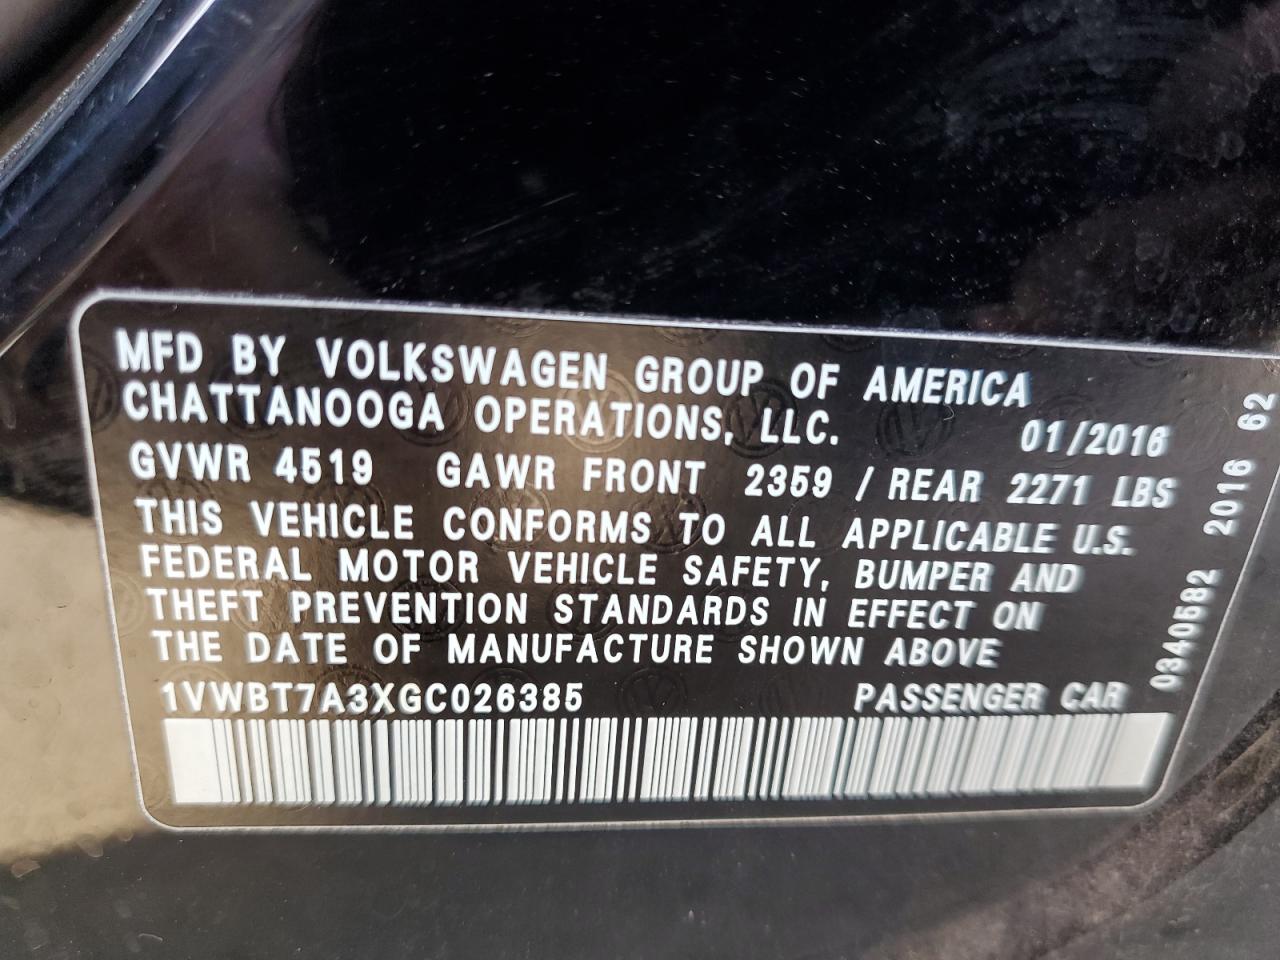 MFD BY VOLKSWAGEN GROUP OF AMERICA
CHATTANOOGA OPERATIONS, LLC. 01/2016
GVWR 4519 GAWR FRONT 2359 / REAR 2271 LBS
THIS VEHICLE CONFORMS TO ALL APPLICABLE U.S.
FEDERAL MOTOR VEHICLE SAFETY, BUMPER AND
THEFT PREVENTION STANDARDS IN EFFECT ON
THE DATE OF MANUFACTURE SHOWN ABOVE
1VWBT7A3XGC026385 PASSENGER CAR
0340582 2016 62